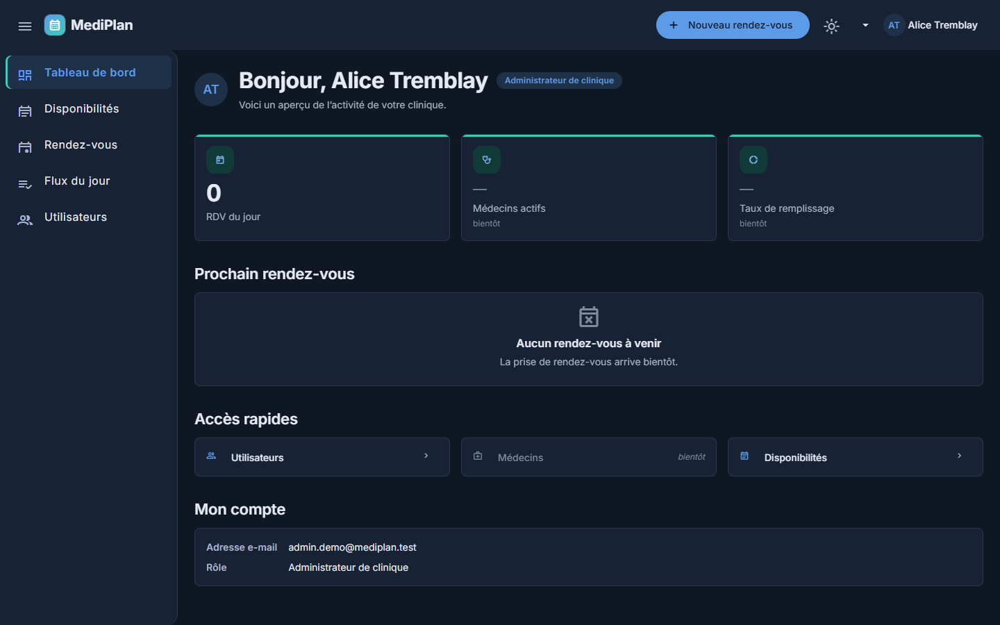 MediPlan
Nouveau rendez-vous
AT Alice Tremblay
Tableau de bord
Disponibilités
Rendez-vous
Flux du jour
Utilisateurs
AT
Bonjour, Alice Tremblay
Administrateur de clinique
Voici un aperçu de l’activité de votre clinique.
0
RDV du jour
—
Médecins actifs
bientôt
—
Taux de remplissage
bientôt
Prochain rendez-vous
Aucun rendez-vous à venir
La prise de rendez-vous arrive bientôt.
Accès rapides
Utilisateurs
Médecins
bientôt
Disponibilités
Mon compte
Adresse e-mail admin.demo@mediplan.test
Rôle Administrateur de clinique